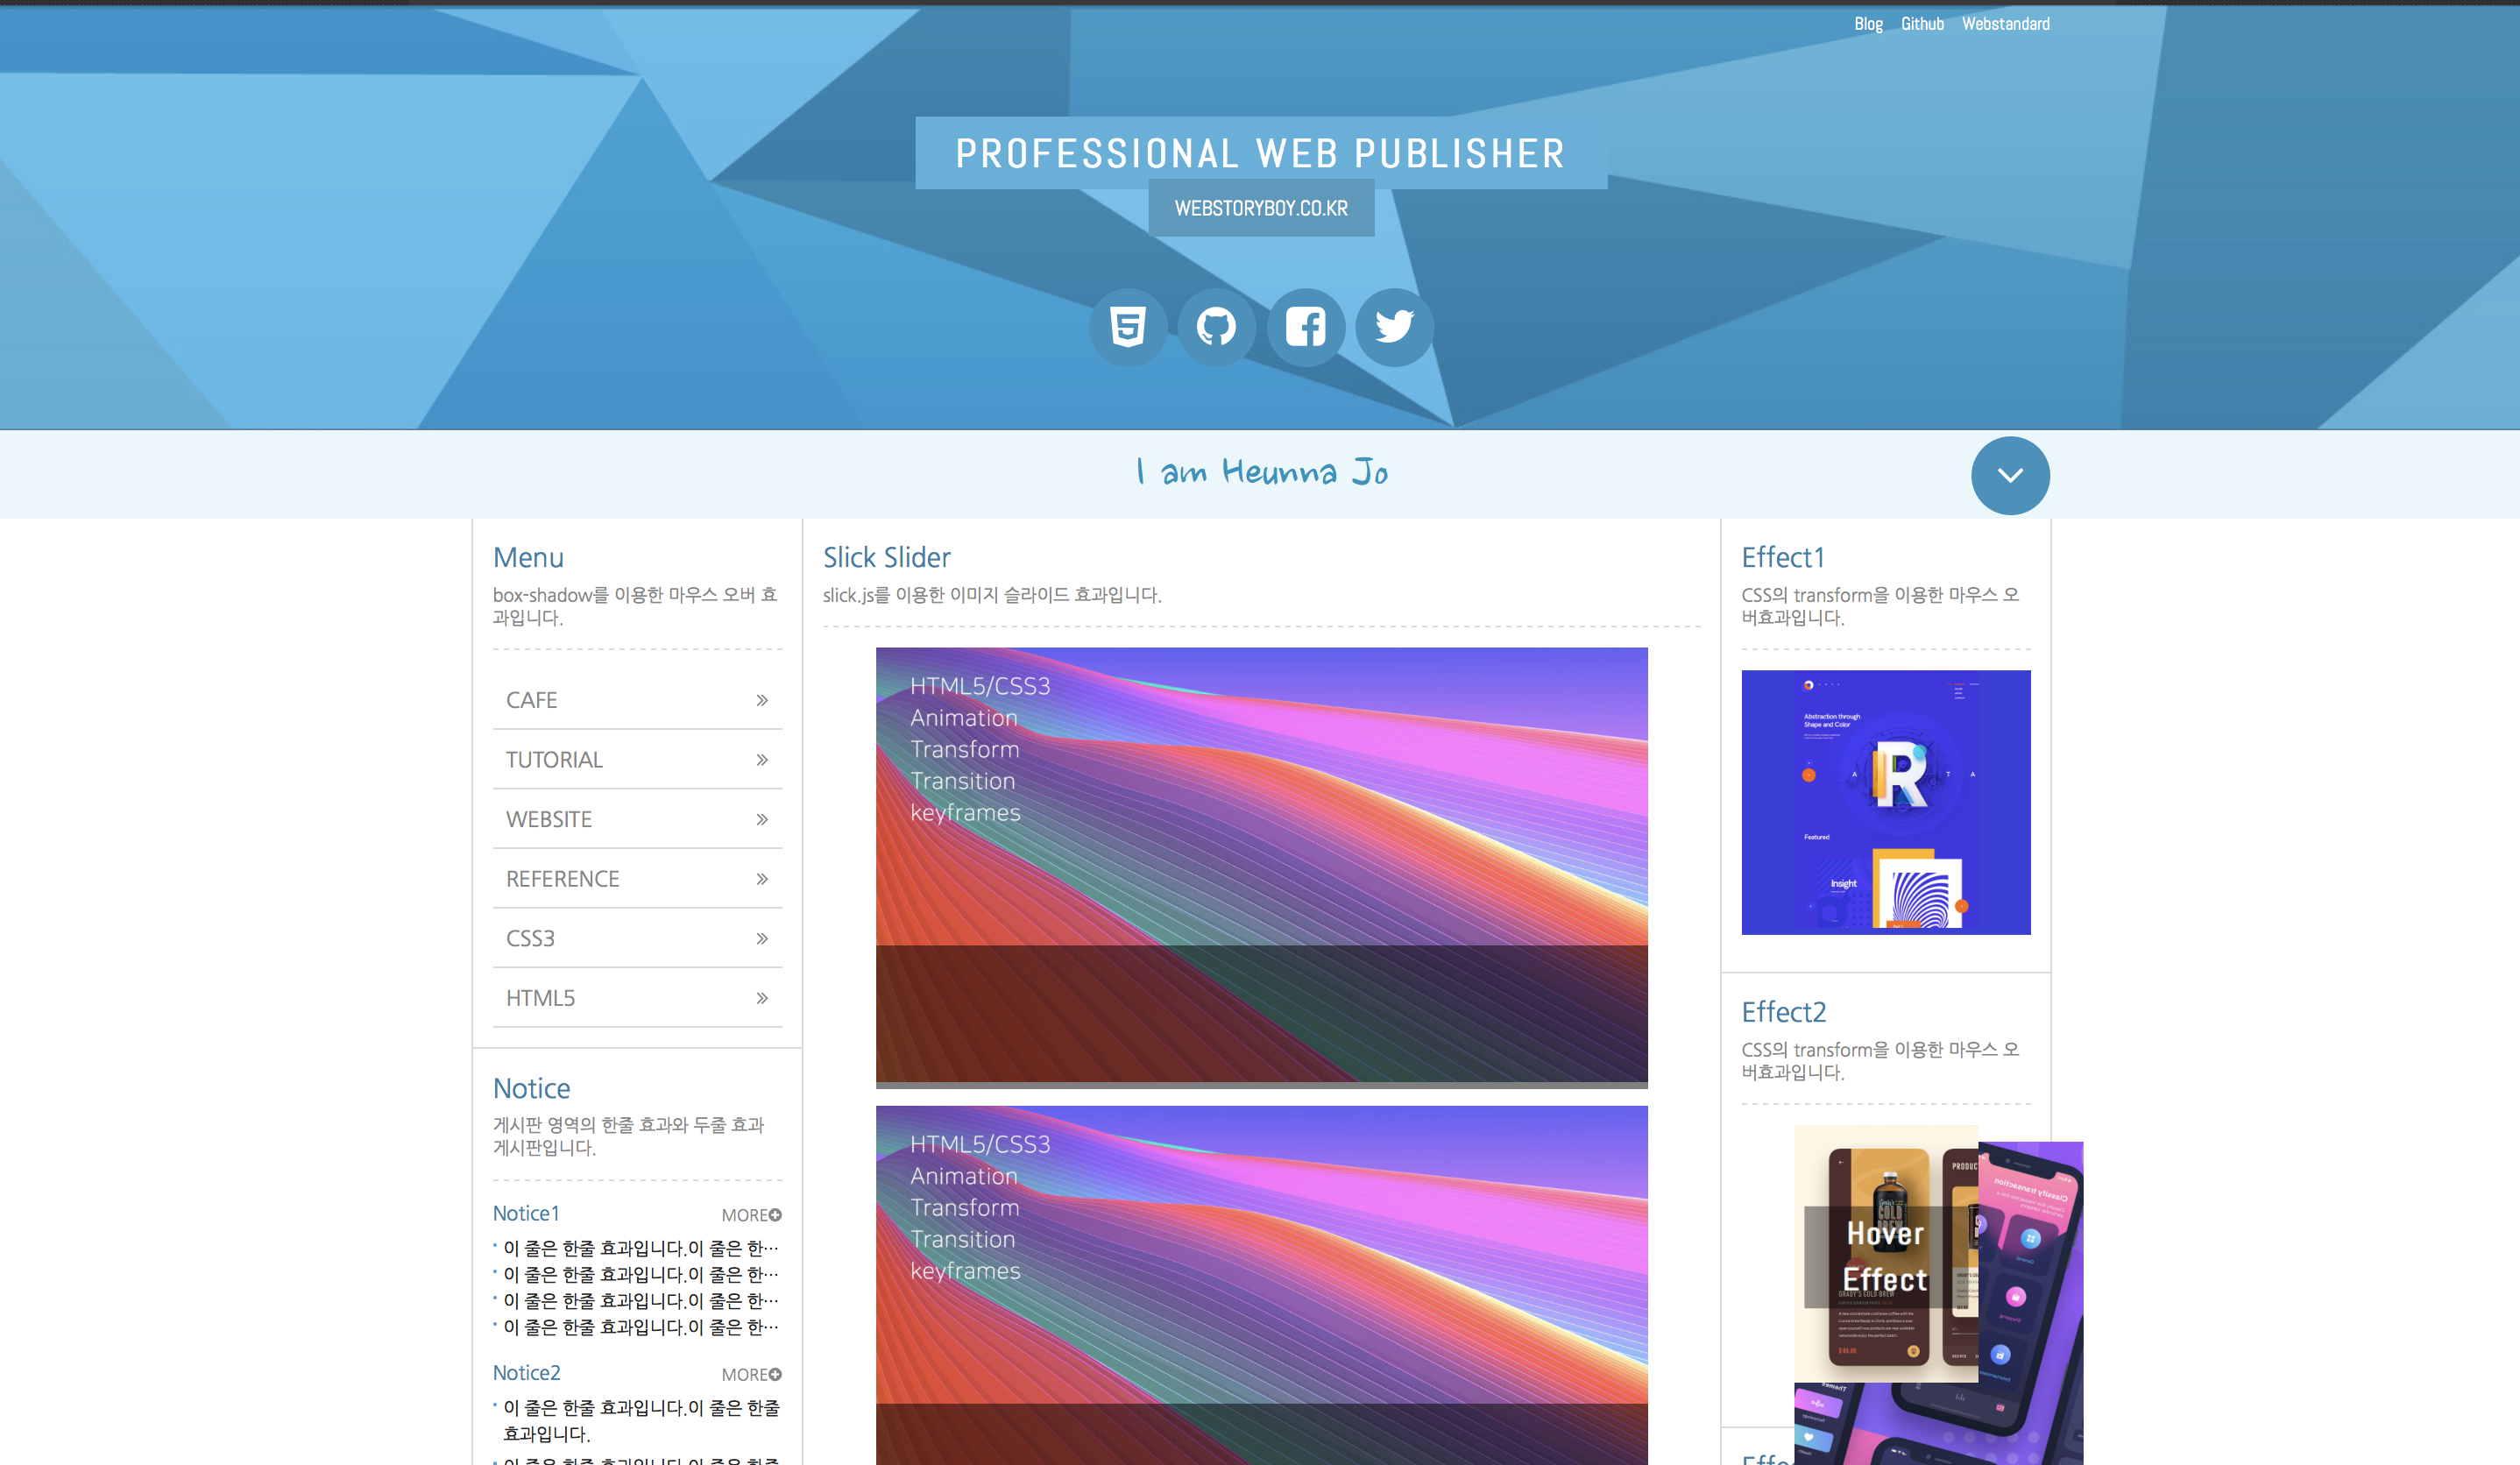 Blog Github Webstandard
PROFESSIONAL WEB PUBLISHER
WEBSTORYBOY.CO.KR
I am Heunna Jo
Menu
box-shadow를 이용한 마우스 오버 효
과입니다.
CAFE
TUTORIAL
WEBSITE
REFERENCE
CSS3
HTML5
Notice
게시판 영역의 한줄 효과와 두줄 효과
게시판입니다.
Notice1 MORE
이 줄은 한줄 효과입니다.이 줄은 한…
이 줄은 한줄 효과입니다.이 줄은 한…
이 줄은 한줄 효과입니다.이 줄은 한…
이 줄은 한줄 효과입니다.이 줄은 한…
Notice2 MORE
이 줄은 한줄 효과입니다.이 줄은 한줄
효과입니다.
Slick Slider
slick.js를 이용한 이미지 슬라이드 효과입니다.
HTML5/CSS3
Animation
Transform
Transition
keyframes
HTML5/CSS3
Animation
Transform
Transition
keyframes
Effect1
CSS의 transform을 이용한 마우스 오
버효과입니다.
Abstraction through
Shape and Color
A R T A
Featured
Insight
Effect2
CSS의 transform을 이용한 마우스 오
버효과입니다.
PRODUC
COLD
Hover
Effect
GRADY'S COLD BREW
Classify transaction